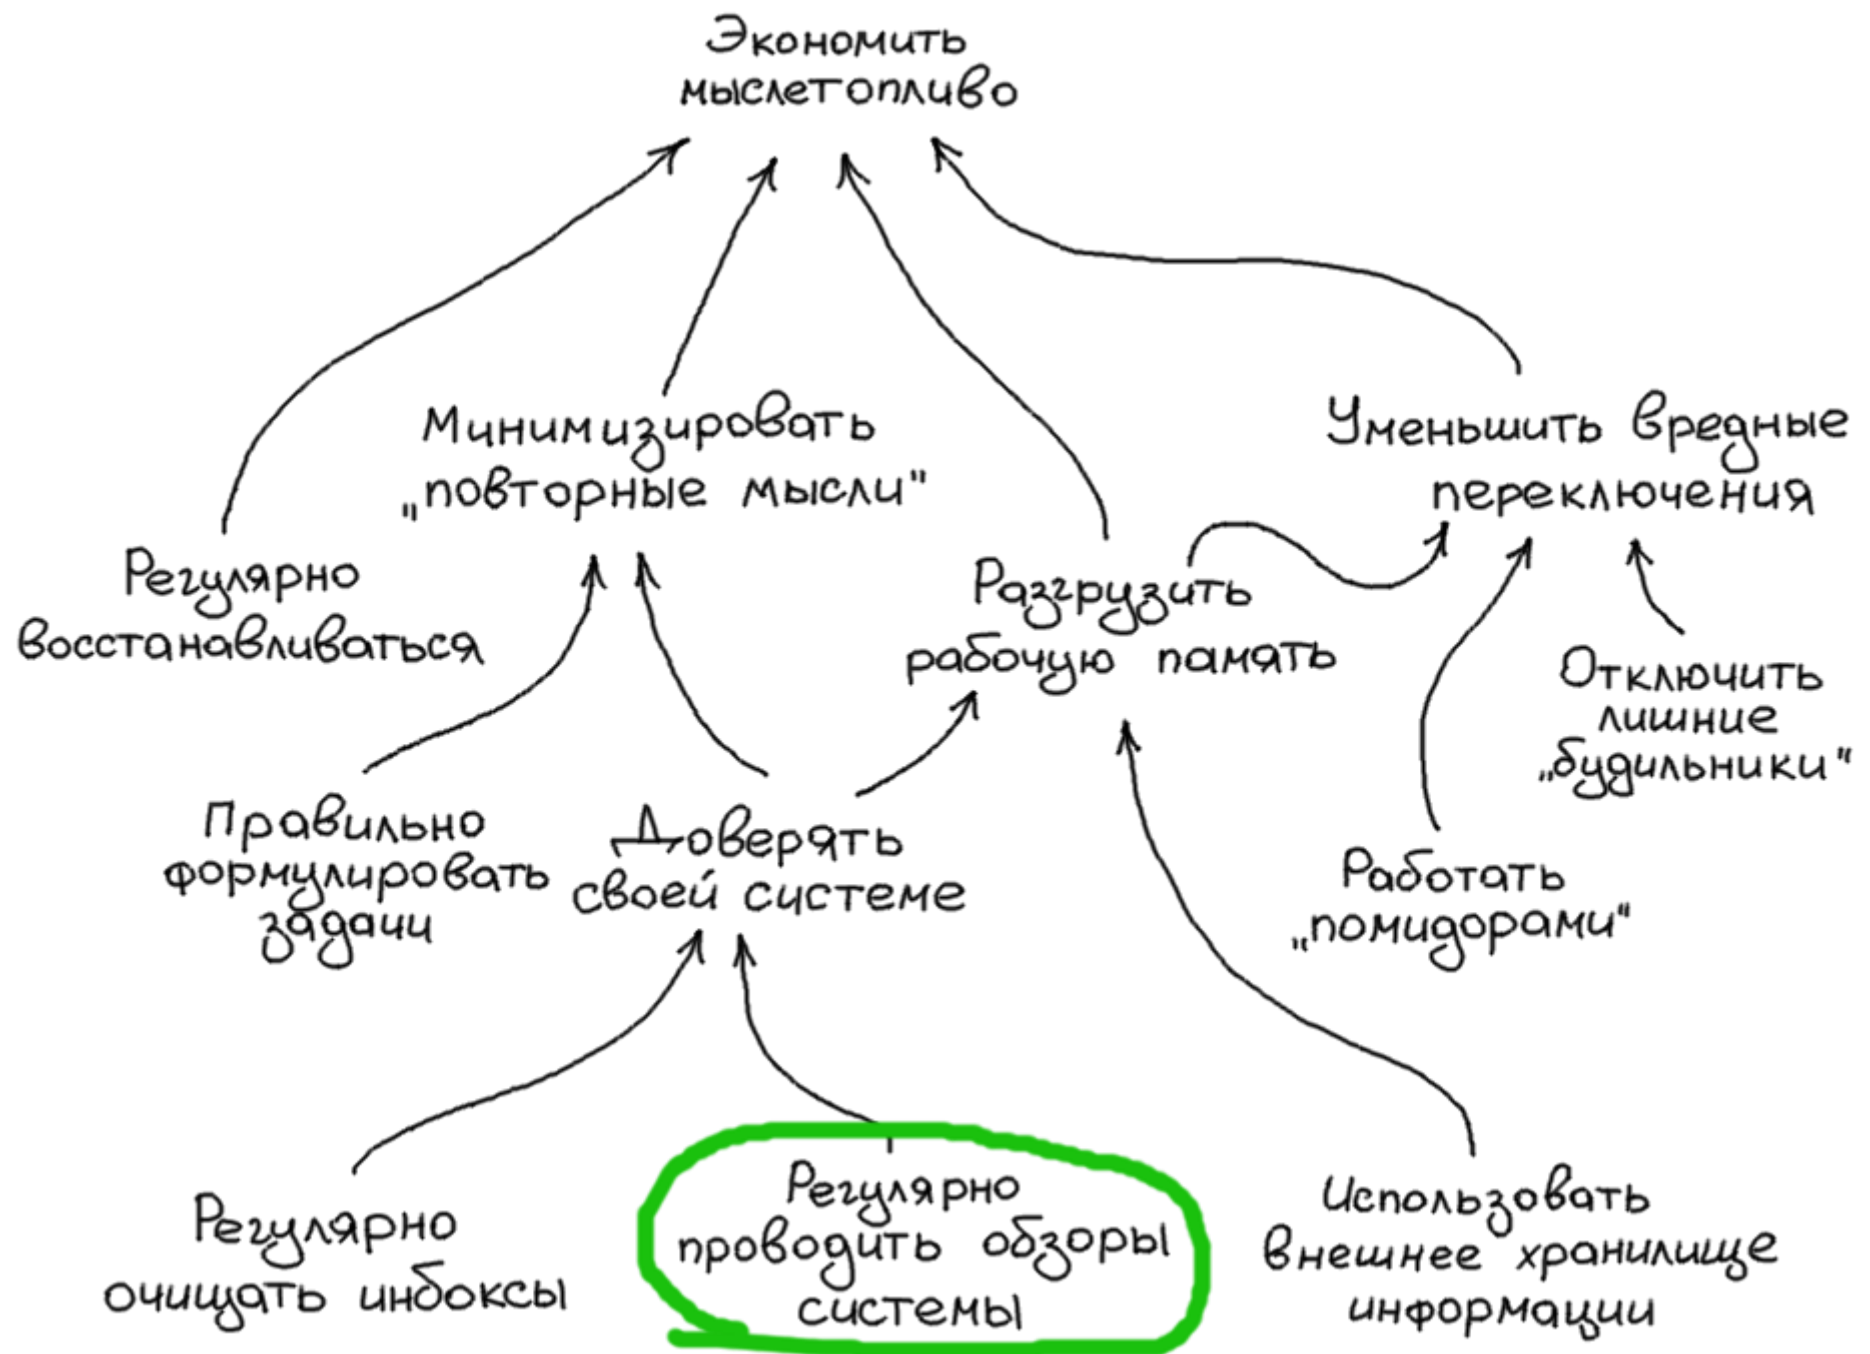 Экономить
мыслетопливо
Минимизировать
„повторные мысли"
Уменьшить вредные
переключения
Регулярно
восстанавливаться
Разгрузить
рабочую память
Отключить
лишние
„будильники"
Правильно
формулировать
задачи
Доверять
своей системе
Работать
„помидорами"
Регулярно
очищать инбоксы
Регулярно
проводить обзоры
системы
Использовать
внешнее хранилище
информации